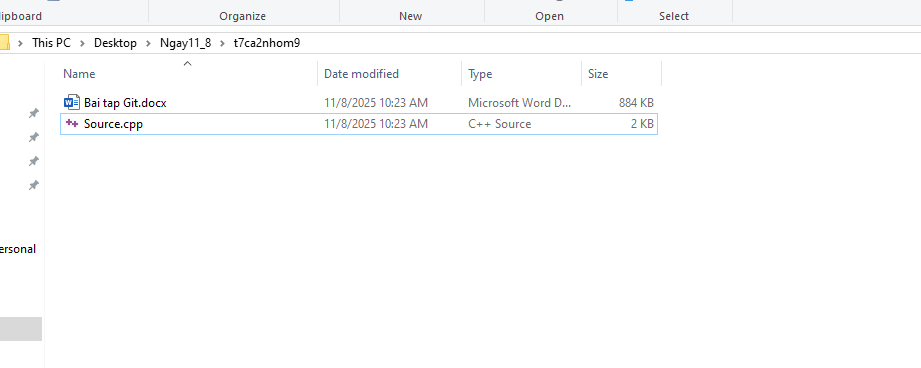 lipboard Organize New Open Select
This PC > Desktop > Ngay11_8 > t7ca2nhom9
Name Date modified Type Size
Bai tap Git.docx 11/8/2025 10:23 AM Microsoft Word D... 884 KB
Source.cpp 11/8/2025 10:23 AM C++ Source 2 KB
ersonal